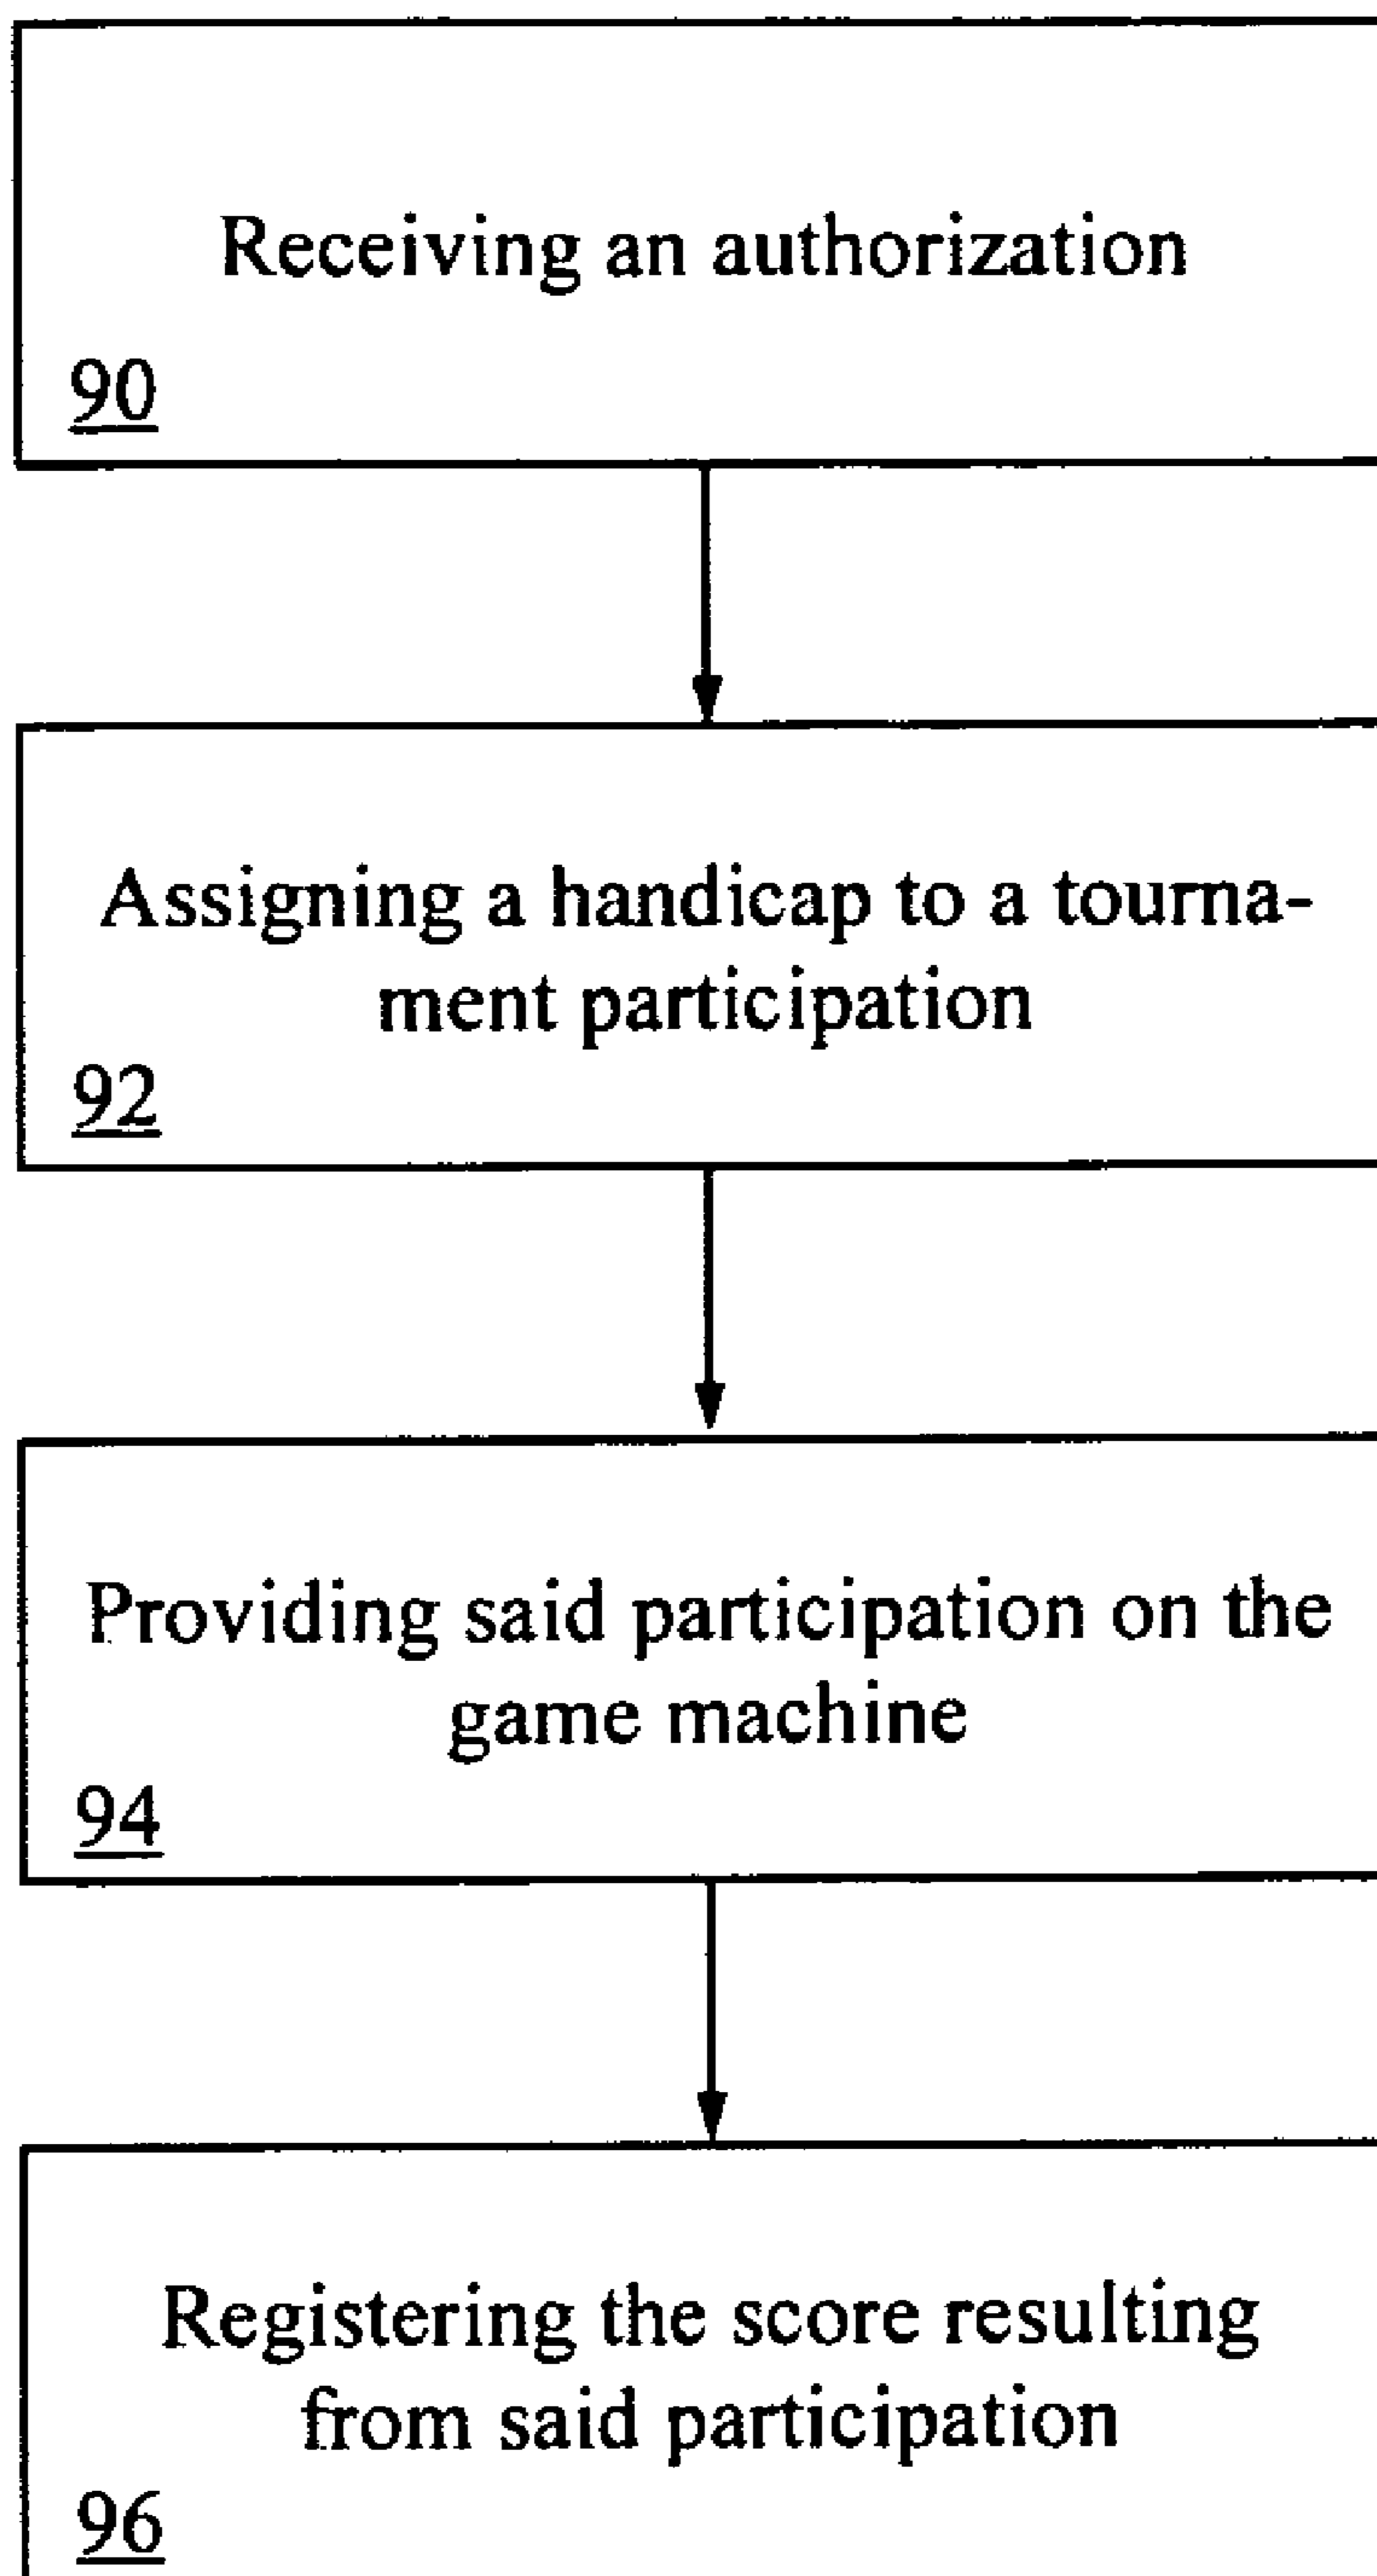 Receiving an authorization
90
Assigning a handicap to a tourna-
ment participation
92
Providing said participation on the
game machine
94
Registering the score resulting
from said participation
96